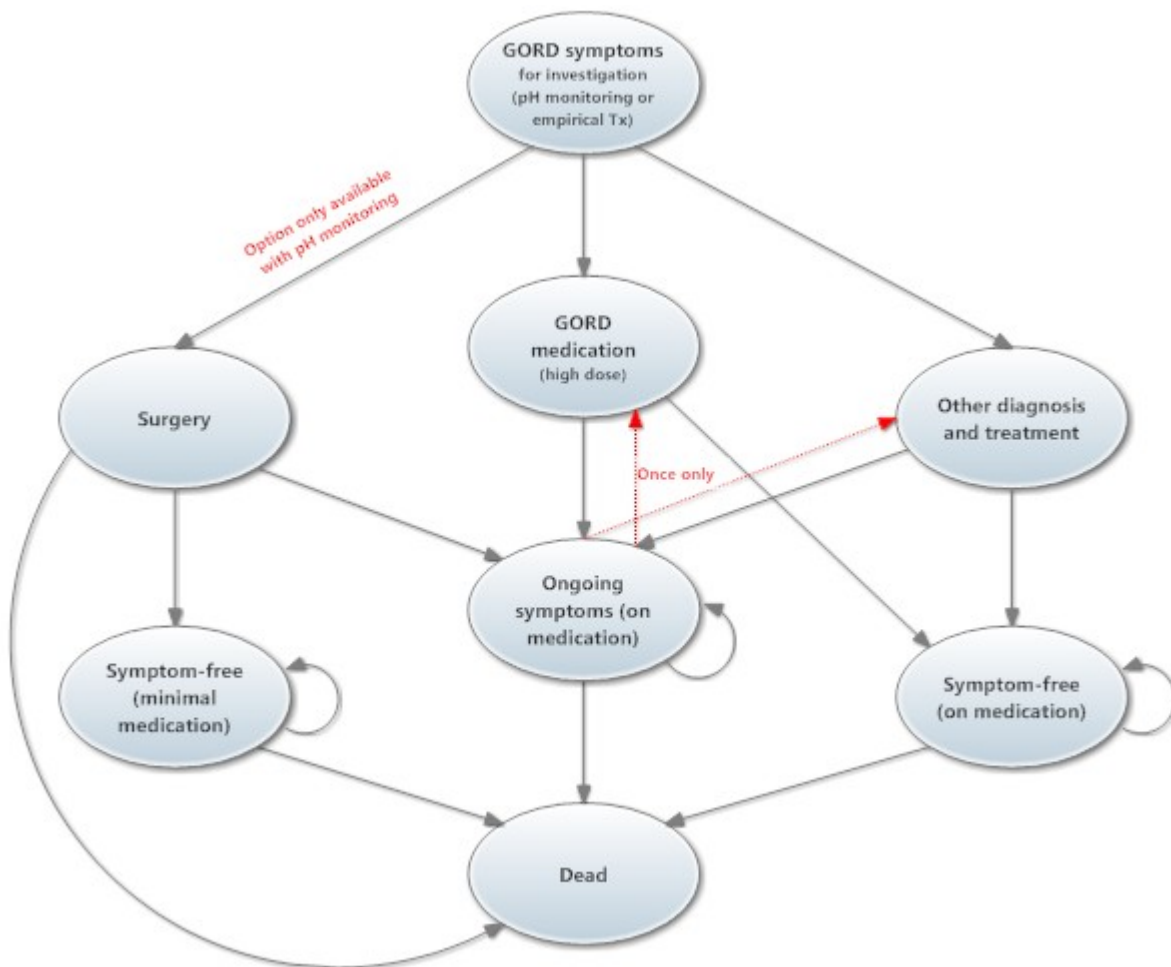 GORD symptoms
for investigation
(pH monitoring or
empirical Tx)
Option only available
with pH monitoring
GORD
medication
(high dose)
Surgery
Other diagnosis
and treatment
Once only
Ongoing
symptoms (on
medication)
Symptom-free
(minimal
medication)
Symptom-free
(on medication)
Dead